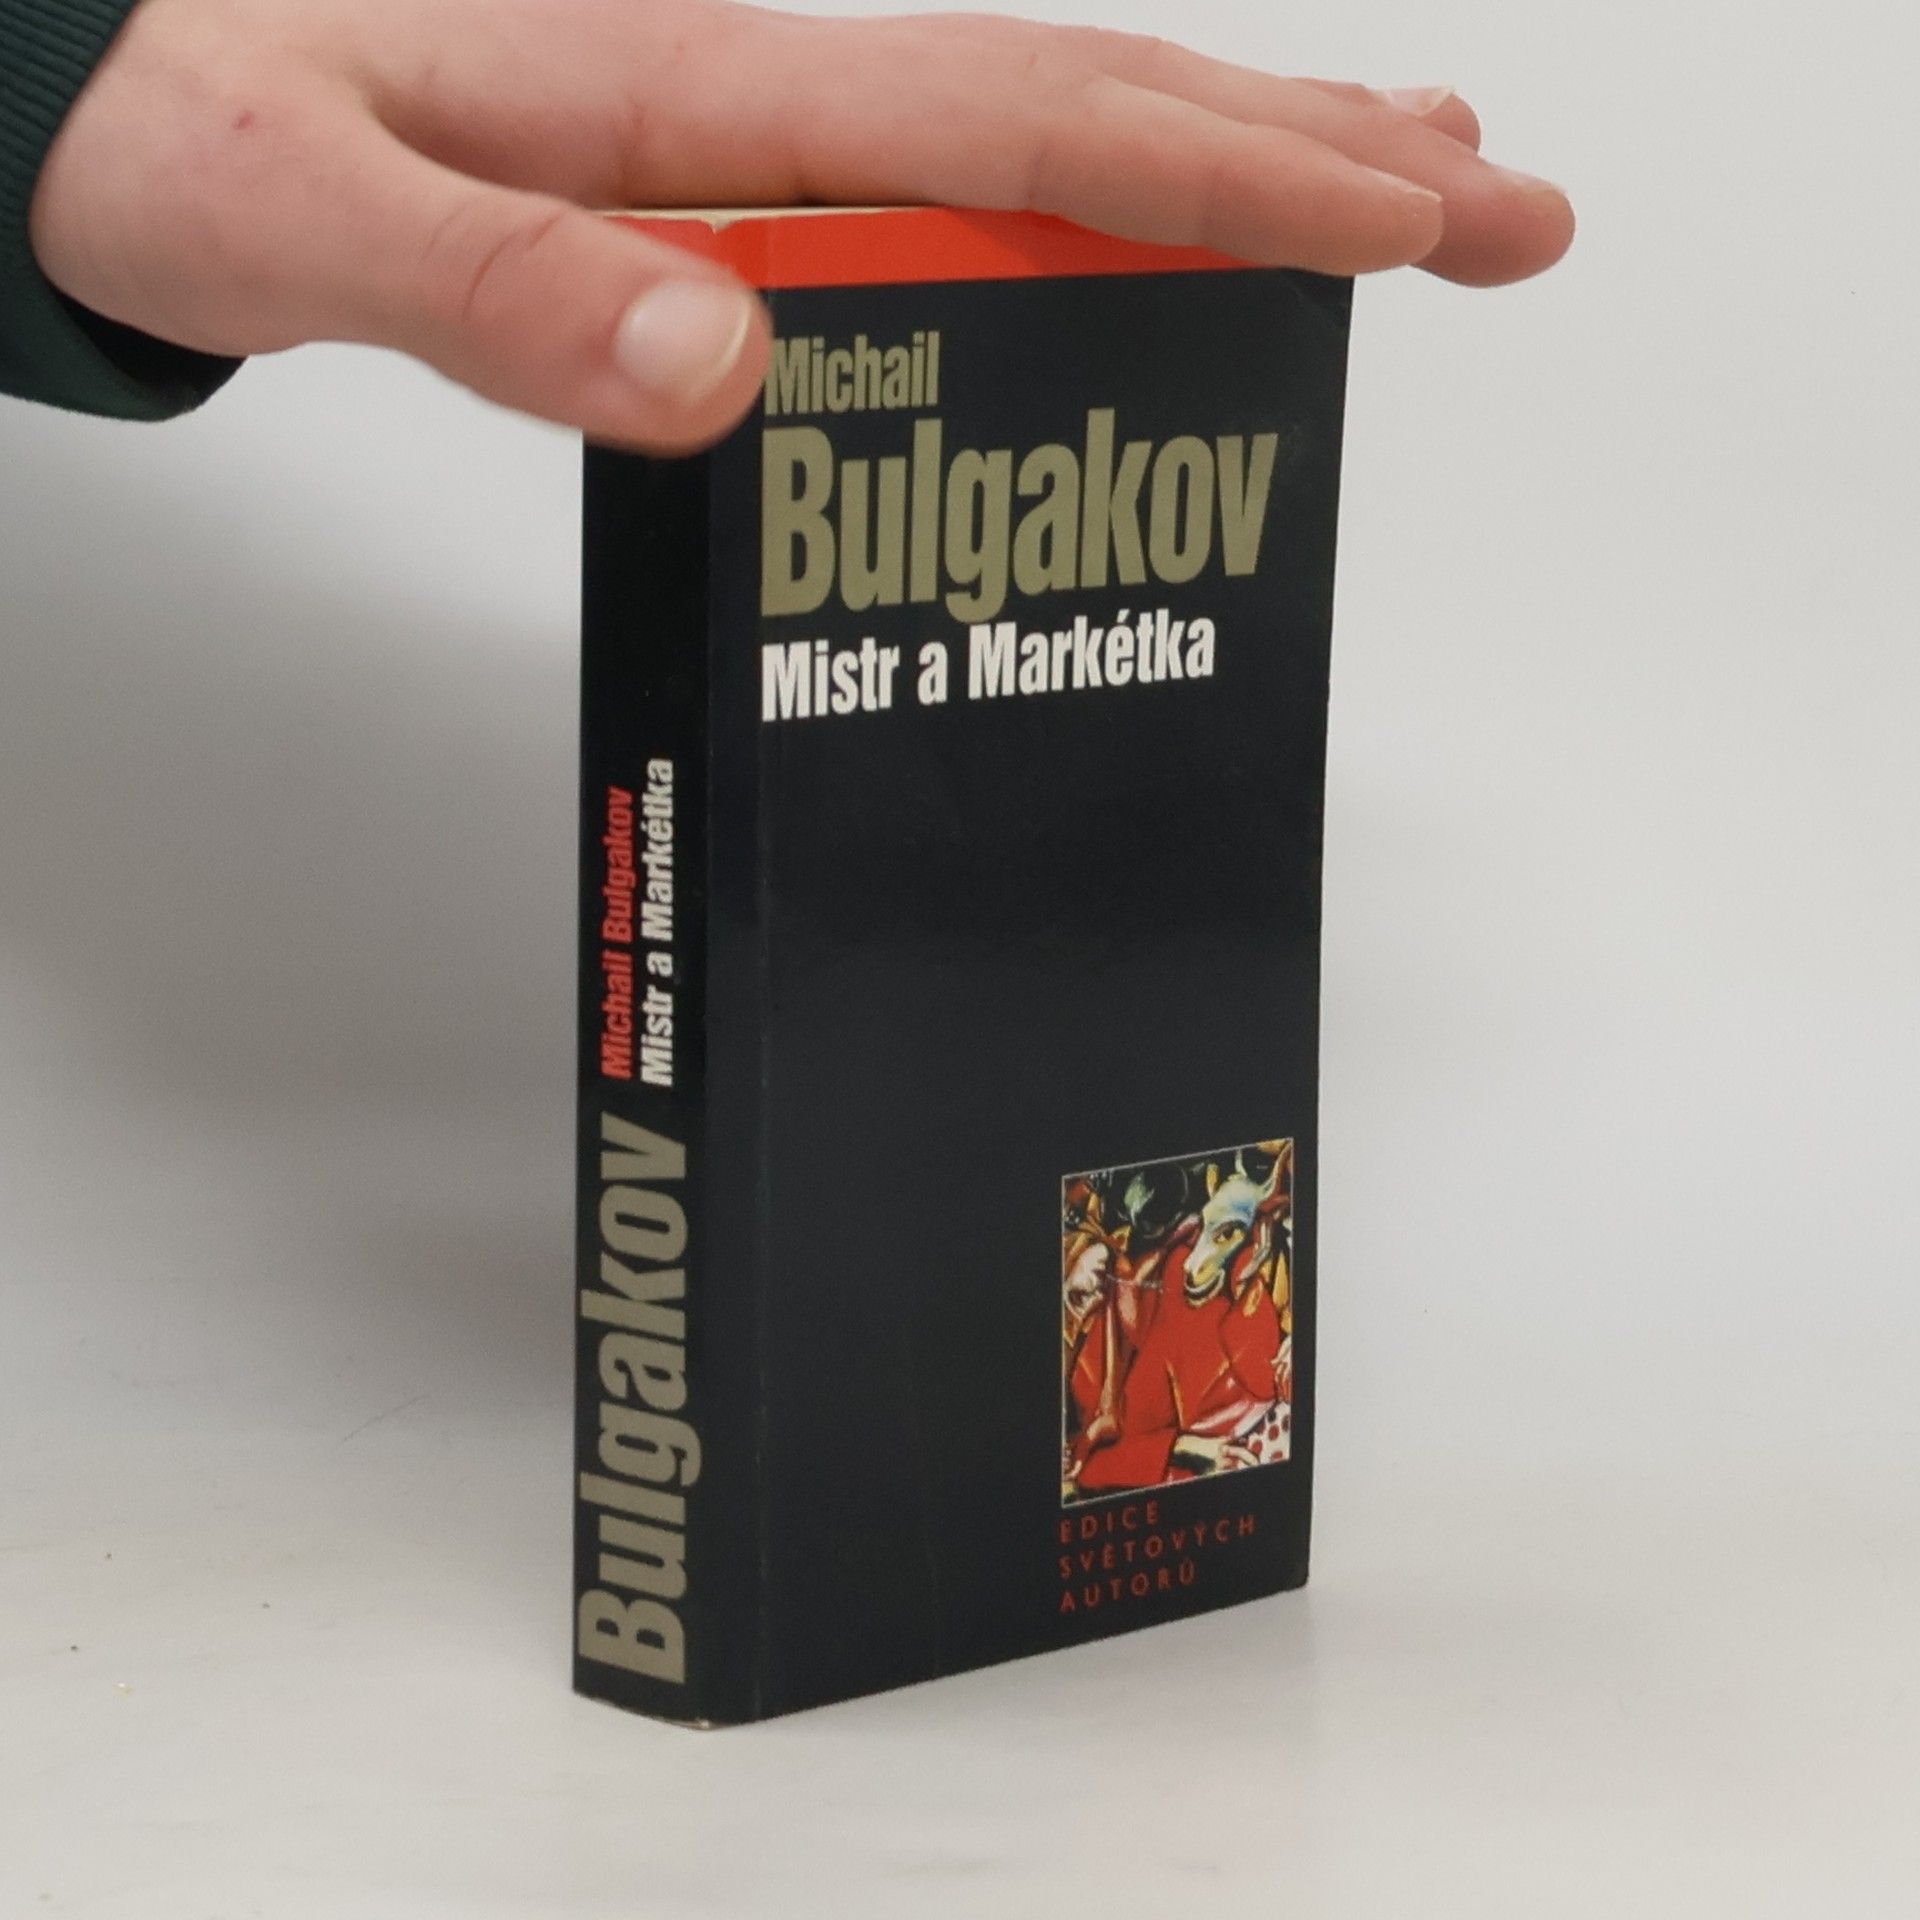 Michail
Bulgakov
Mistr a Markétka
EDICE
SVĚTOVÝCH
AUTORŮ
Bulgakov
Michail Bulgakov
Mistr a Markétka